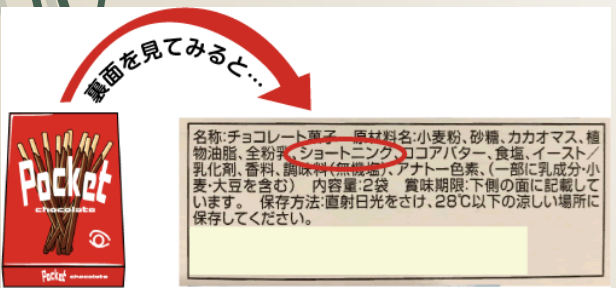 裏面を見てみると…
Pocket
chocolate
Pocket chocolate
名称:チョコレート菓子 原材料名:小麦粉、砂糖、カカオマス、植
物油脂、全粉乳、ショートニング、ココアバター、食塩、イースト/
乳化剤、香料、調味料(無機塩)、アナトー色素、(一部に乳成分・小
麦・大豆を含む) 内容量:2袋 賞味期限:下側の面に記載して
います。 保存方法:直射日光をさけ、28℃以下の涼しい場所に
保存してください。